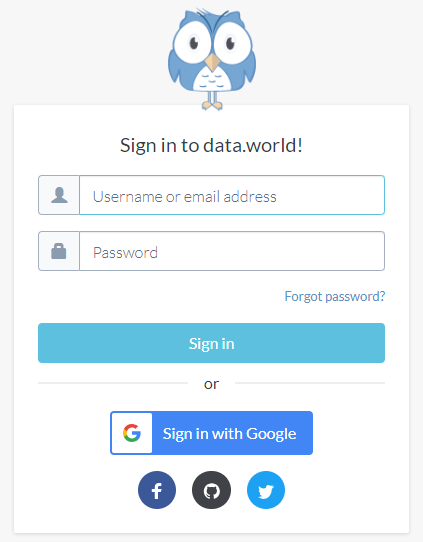 Sign in to data.world!
Username or email address
Password
Forgot password?
Sign in
or
Sign in with Google